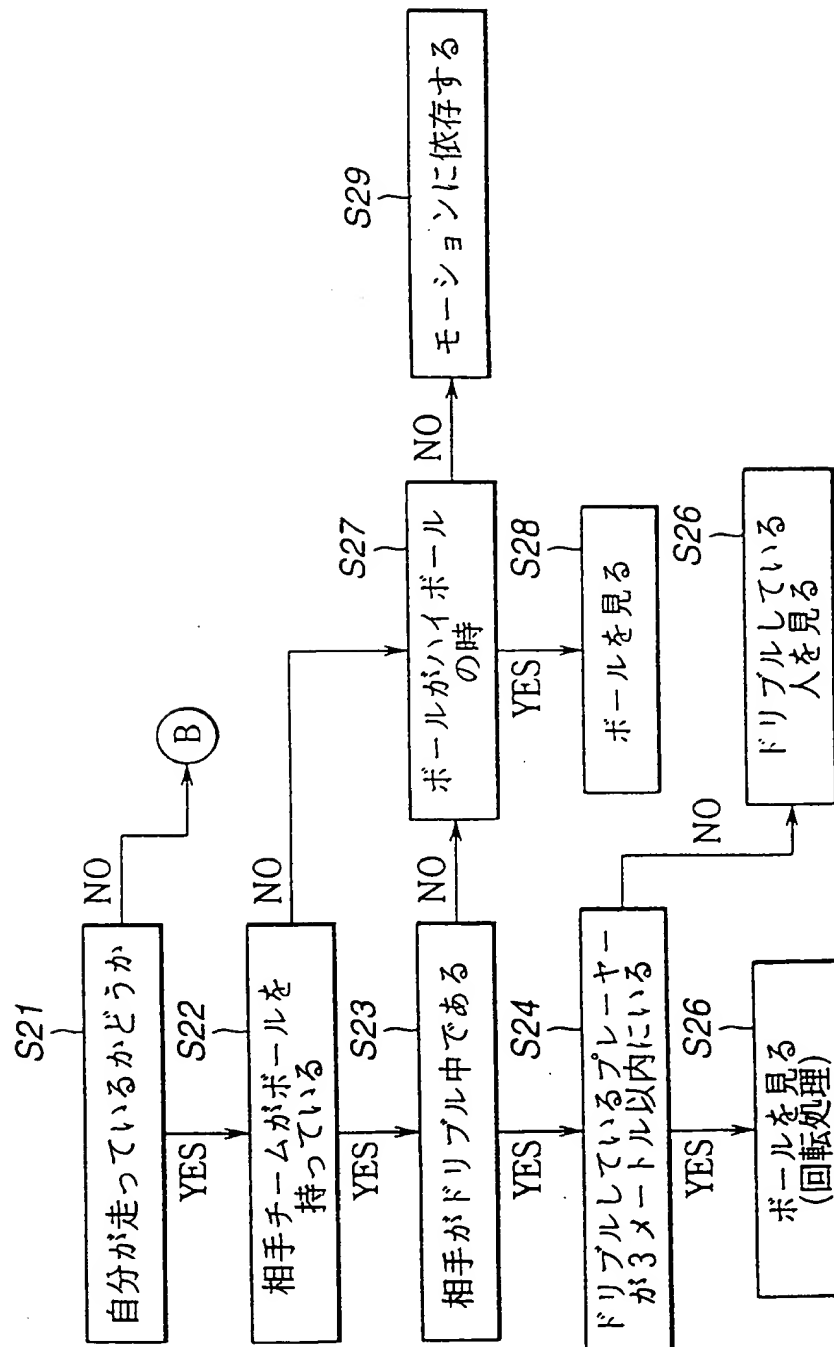 S21
自分が走っているかどうか
NO
B
YES
S22
相手チームがボールを
持っている
NO
YES
S23
相手がドリブル中である
NO
YES
S24
ドリブルしているプレーヤー
が3メートル以内にいる
NO
YES
S26
ボールを見る
(回転処理)
S27
ボールがハイボール
の時
NO
YES
S28
ボールを見る
S26
ドリブルしている
人を見る
S29
モーションに依存する